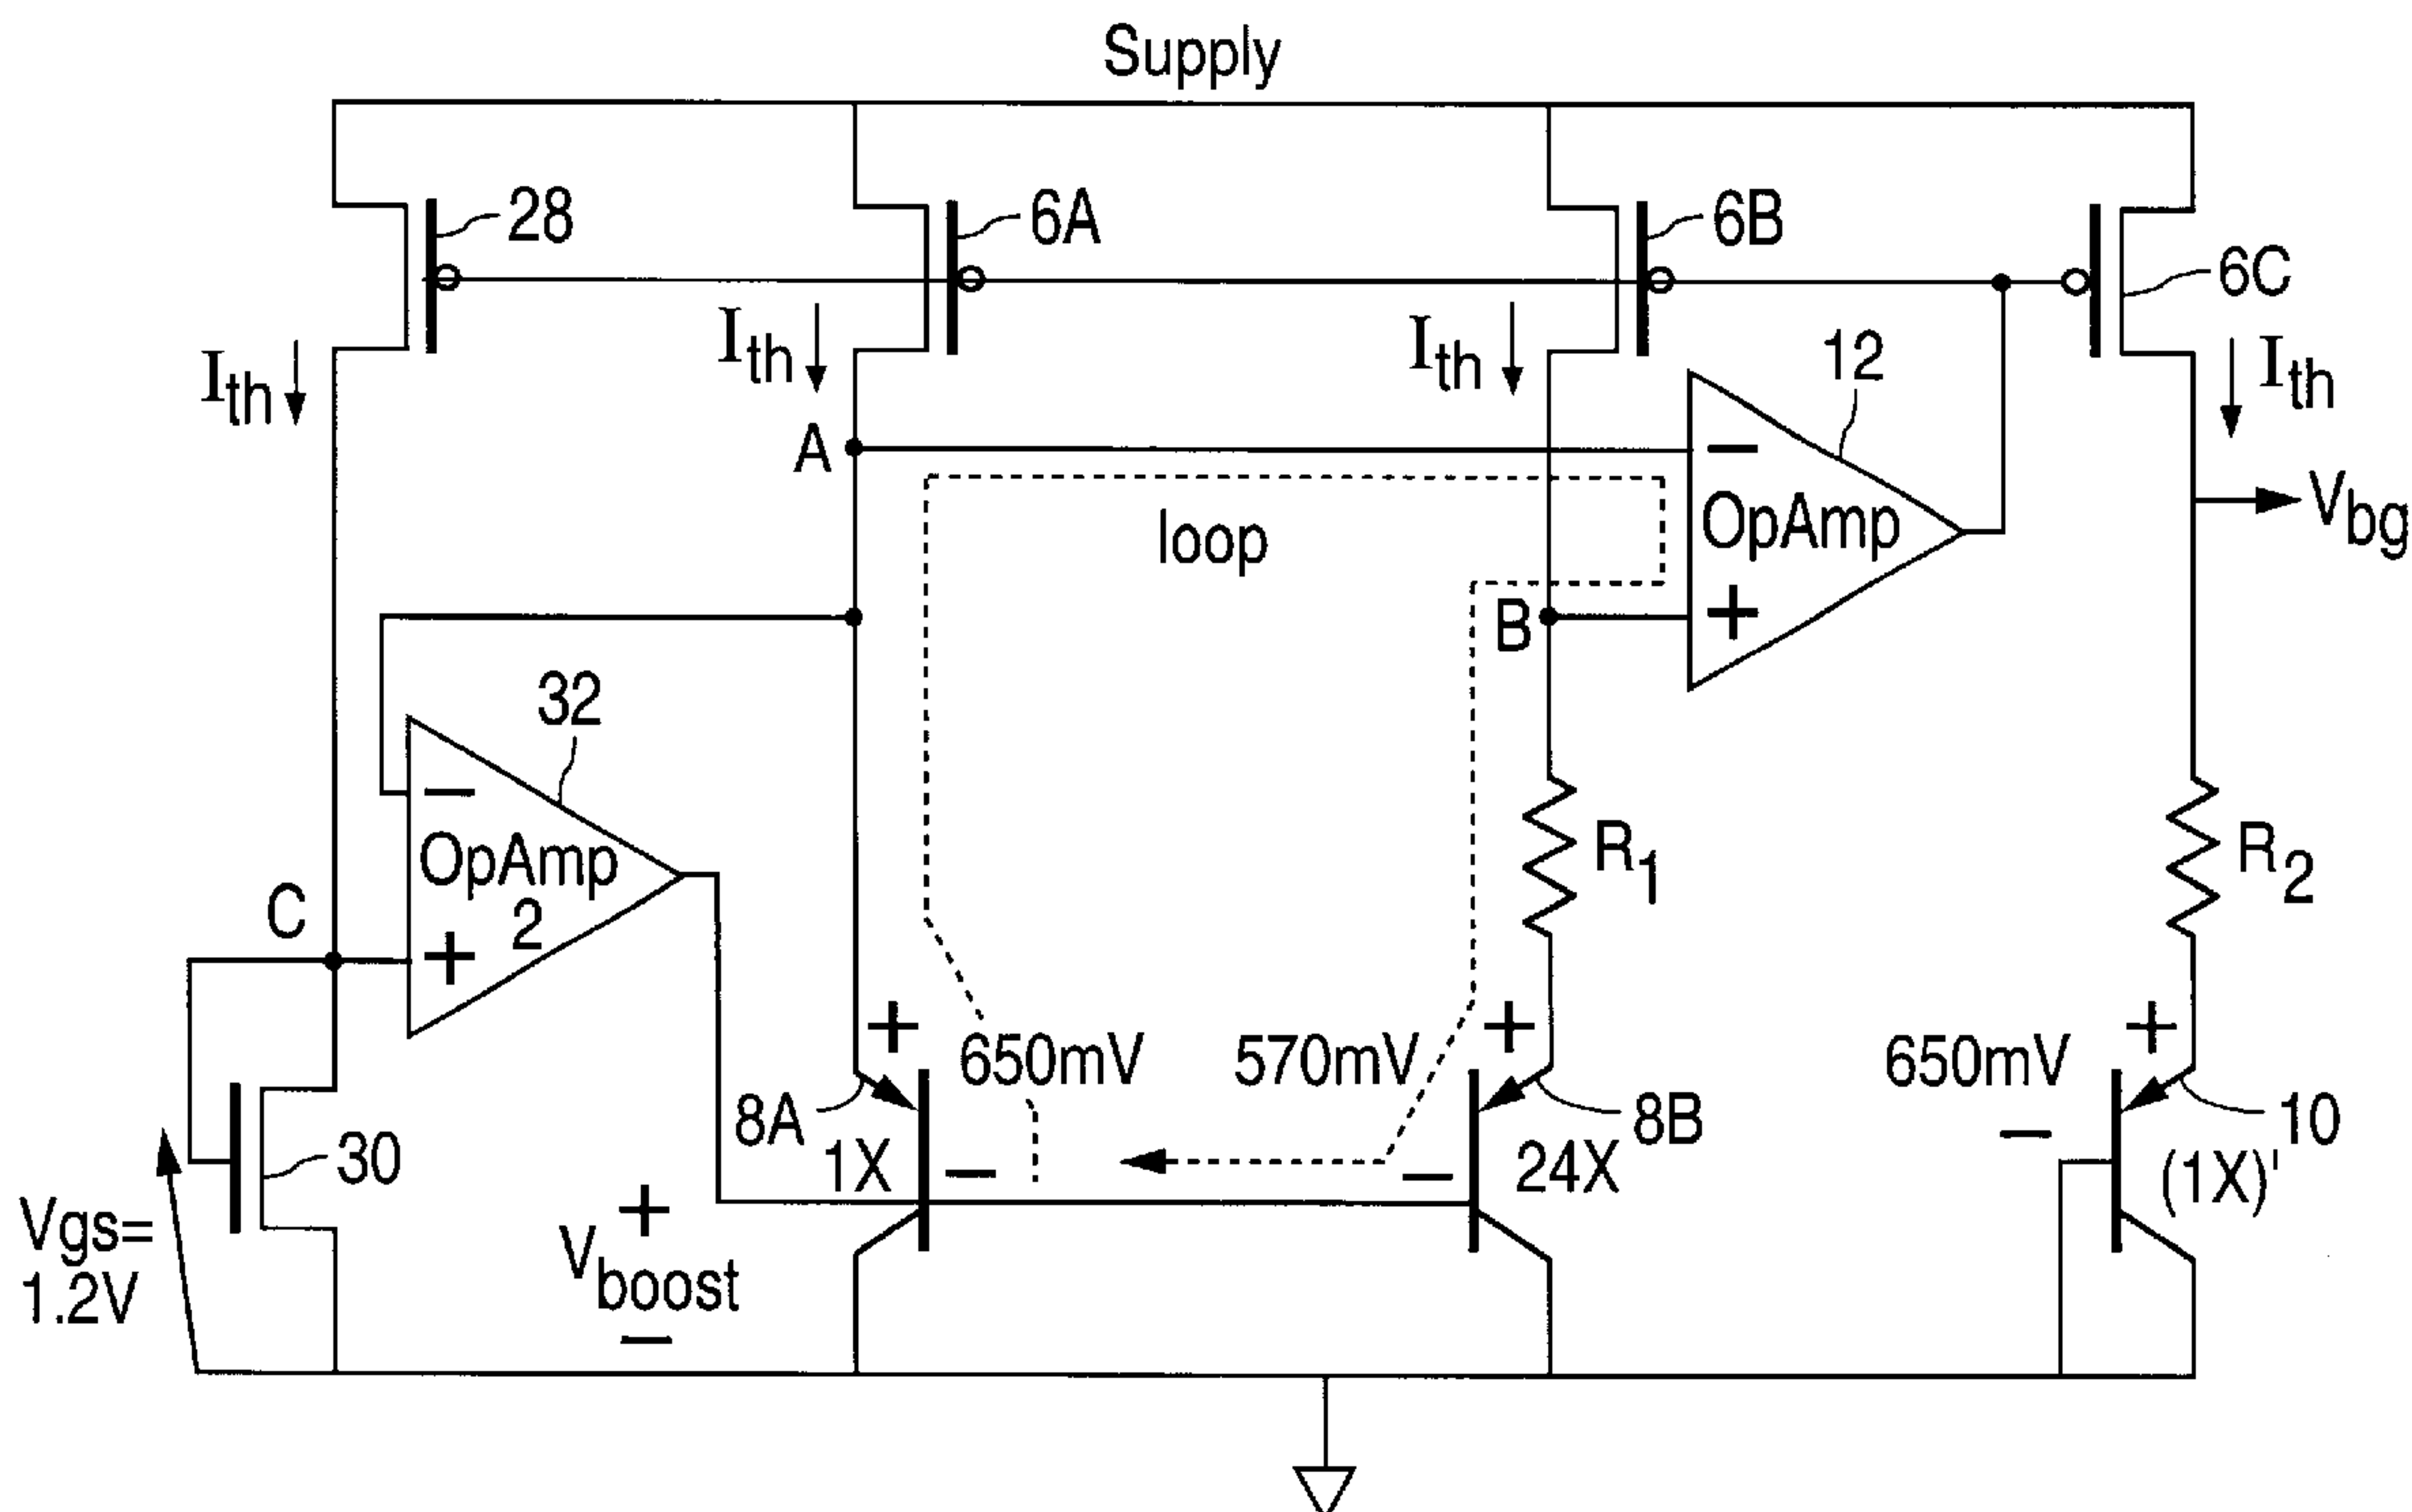 Supply
28
6A
6B
6C
Ith
Ith
Ith
Ith
12
A
−
OpAmp
+
Vbg
loop
B
32
−
OpAmp
2
+
C
R1
R2
+
650mV
570mV
+
650mV
+
8A
1X
−
−
8B
24X
−
10
(1X)'
30
Vgs=
1.2V
+
Vboost
−